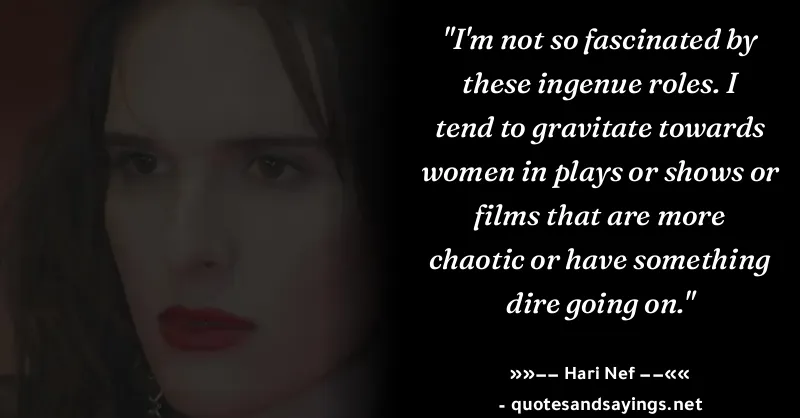 "I'm not so fascinated by
these ingenue roles. I
tend to gravitate towards
women in plays or shows or
films that are more
chaotic or have something
dire going on."
»»–– Hari Nef ––««
- quotesandsayings.net